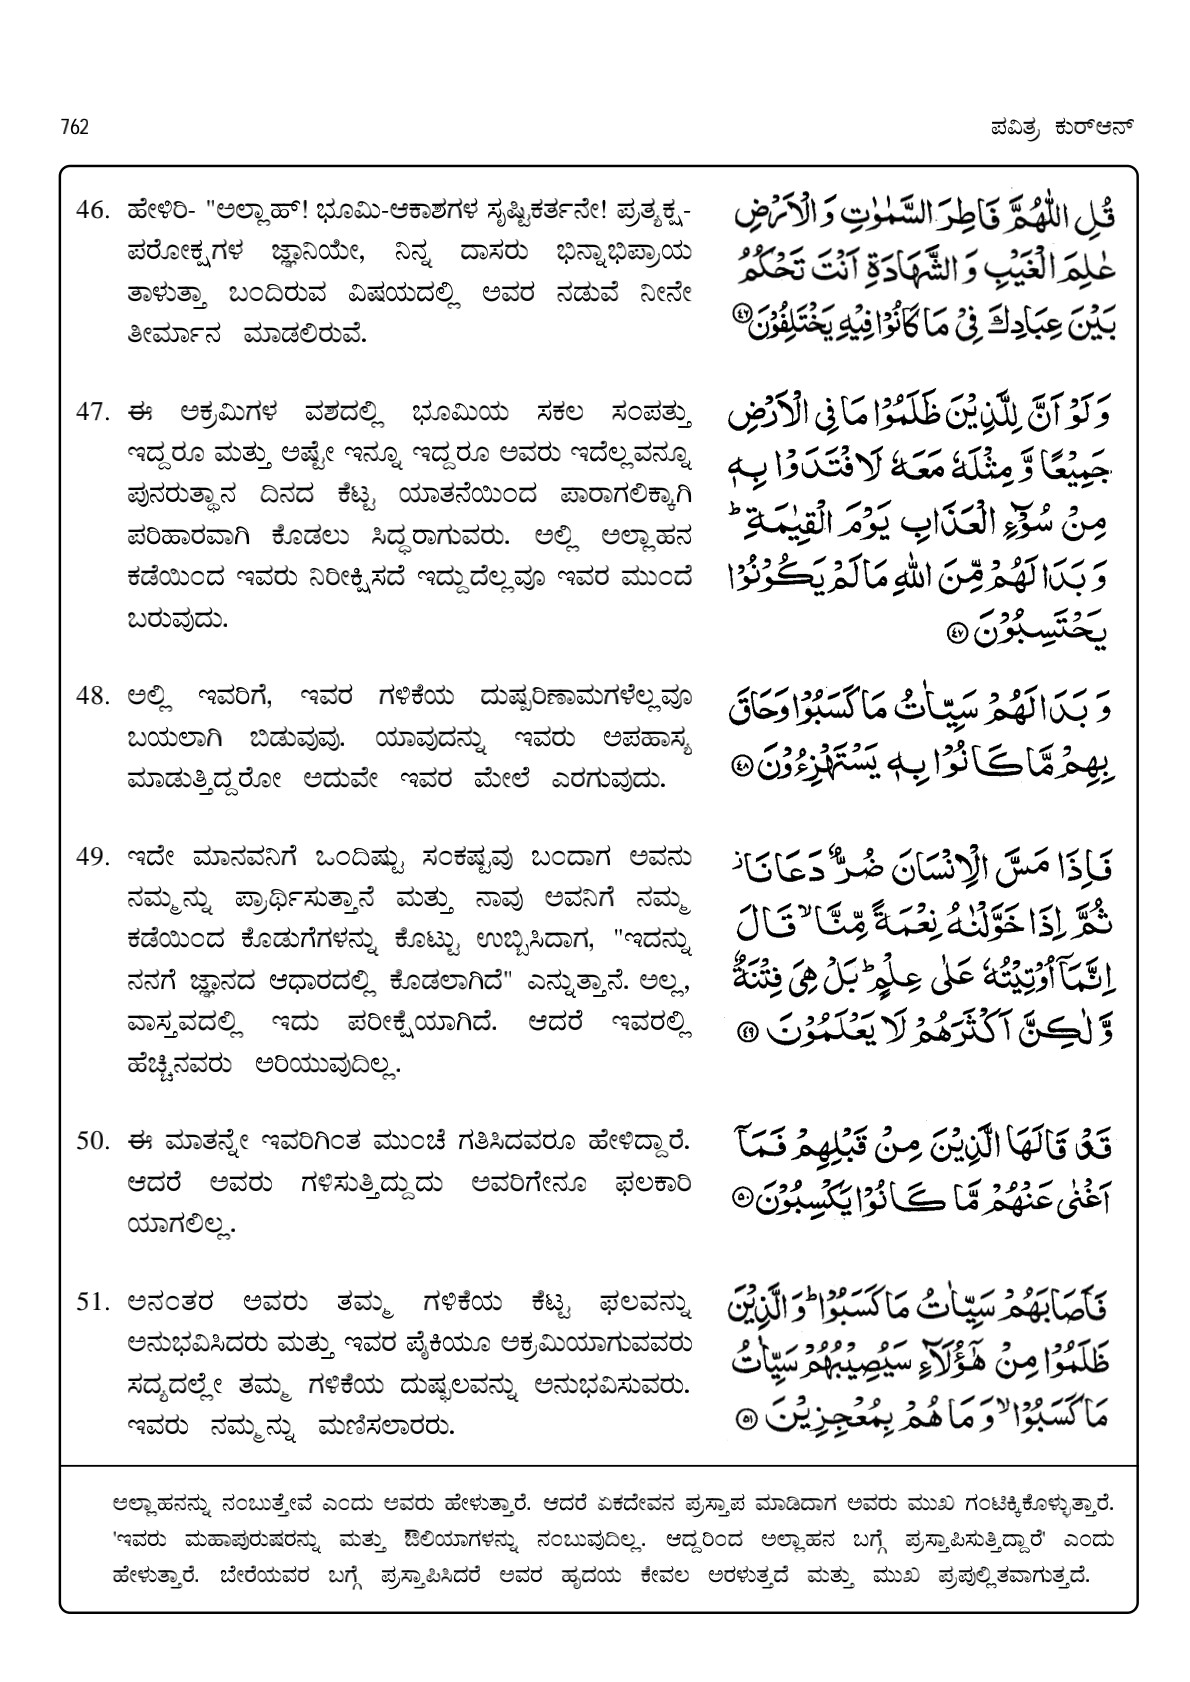 762
ಪವಿತ್ರ ಕುರ್‌ಆನ್
46. ಹೇಳಿರಿ- "ಅಲ್ಲಾಹ್! ಭೂಮಿ-ಆಕಾಶಗಳ ಸೃಷ್ಟಿಕರ್ತನೇ! ಪ್ರತ್ಯಕ್ಷ-
ಪರೋಕ್ಷಗಳ ಜ್ಞಾನಿಯೇ, ನಿನ್ನ ದಾಸರು ಭಿನ್ನಾಭಿಪ್ರಾಯ
ತಾಳುತ್ತಾ ಬಂದಿರುವ ವಿಷಯದಲ್ಲಿ ಅವರ ನಡುವೆ ನೀನೇ
ತೀರ್ಮಾನ ಮಾಡಲಿರುವೆ.
قُلِ اللّٰهُمَّ فَاطِرَ السَّمٰوٰتِ وَالْاَرْضِ
عٰلِمَ الْغَيْبِ وَالشَّهَادَةِ اَنْتَ تَحْكُمُ
بَيْنَ عِبَادِكَ فِيْ مَا كَانُوْا فِيْهِ يَخْتَلِفُوْنَ ﴿٤٦﴾
47. ಈ ಅಕ್ರಮಿಗಳ ವಶದಲ್ಲಿ ಭೂಮಿಯ ಸಕಲ ಸಂಪತ್ತು
ಇದ್ದರೂ ಮತ್ತು ಅಷ್ಟೇ ಇನ್ನೂ ಇದ್ದರೂ ಅವರು ಇದೆಲ್ಲವನ್ನೂ
ಪುನರುತ್ಥಾನ ದಿನದ ಕೆಟ್ಟ ಯಾತನೆಯಿಂದ ಪಾರಾಗಲಿಕ್ಕಾಗಿ
ಪರಿಹಾರವಾಗಿ ಕೊಡಲು ಸಿದ್ಧರಾಗುವರು. ಅಲ್ಲಿ ಅಲ್ಲಾಹನ
ಕಡೆಯಿಂದ ಇವರು ನಿರೀಕ್ಷಿಸದೆ ಇದ್ದುದೆಲ್ಲವೂ ಇವರ ಮುಂದೆ
ಬರುವುದು.
وَلَوْ اَنَّ لِلَّذِيْنَ ظَلَمُوْا مَا فِي الْاَرْضِ
جَمِيْعًا وَّمِثْلَهٗ مَعَهٗ لَافْتَدَوْا بِهٖ
مِنْ سُوْٓءِ الْعَذَابِ يَوْمَ الْقِيٰمَةِ ؕ
وَبَدَا لَهُمْ مِّنَ اللّٰهِ مَا لَمْ يَكُوْنُوْا
يَحْتَسِبُوْنَ ﴿٤٧﴾
48. ಅಲ್ಲಿ ಇವರಿಗೆ, ಇವರ ಗಳಿಕೆಯ ದುಷ್ಪರಿಣಾಮಗಳೆಲ್ಲವೂ
ಬಯಲಾಗಿ ಬಿಡುವುವು. ಯಾವುದನ್ನು ಇವರು ಅಪಹಾಸ್ಯ
ಮಾಡುತ್ತಿದ್ದರೋ ಅದುವೇ ಇವರ ಮೇಲೆ ಎರಗುವುದು.
وَبَدَا لَهُمْ سَيِّاٰتُ مَا كَسَبُوْا وَحَاقَ
بِهِمْ مَّا كَانُوْا بِهٖ يَسْتَهْزِءُوْنَ ﴿٤٨﴾
49. ಇದೇ ಮಾನವನಿಗೆ ಒಂದಿಷ್ಟು ಸಂಕಷ್ಟವು ಬಂದಾಗ ಅವನು
ನಮ್ಮನ್ನು ಪ್ರಾರ್ಥಿಸುತ್ತಾನೆ ಮತ್ತು ನಾವು ಅವನಿಗೆ ನಮ್ಮ
ಕಡೆಯಿಂದ ಕೊಡುಗೆಗಳನ್ನು ಕೊಟ್ಟು ಉಬ್ಬಿಸಿದಾಗ, "ಇದನ್ನು
ನನಗೆ ಜ್ಞಾನದ ಆಧಾರದಲ್ಲಿ ಕೊಡಲಾಗಿದೆ" ಎನ್ನುತ್ತಾನೆ. ಅಲ್ಲ,
ವಾಸ್ತವದಲ್ಲಿ ಇದು ಪರೀಕ್ಷೆಯಾಗಿದೆ. ಆದರೆ ಇವರಲ್ಲಿ
ಹೆಚ್ಚಿನವರು ಅರಿಯುವುದಿಲ್ಲ.
فَاِذَا مَسَّ الْاِنْسَانَ ضُرٌّ دَعَانَا ز
ثُمَّ اِذَا خَوَّلْنٰهُ نِعْمَةً مِّنَّا ۙ قَالَ
اِنَّمَآ اُوْتِيْتُهٗ عَلٰى عِلْمٍ ؕ بَلْ هِيَ فِتْنَةٌ
وَّلٰكِنَّ اَكْثَرَهُمْ لَا يَعْلَمُوْنَ ﴿٤٩﴾
50. ಈ ಮಾತನ್ನೇ ಇವರಿಗಿಂತ ಮುಂಚೆ ಗತಿಸಿದವರೂ ಹೇಳಿದ್ದಾರೆ.
ಆದರೆ ಅವರು ಗಳಿಸುತ್ತಿದ್ದುದು ಅವರಿಗೇನೂ ಫಲಕಾರಿ
ಯಾಗಲಿಲ್ಲ.
قَدْ قَالَهَا الَّذِيْنَ مِنْ قَبْلِهِمْ فَمَآ
اَغْنٰى عَنْهُمْ مَّا كَانُوْا يَكْسِبُوْنَ ﴿٥٠﴾
51. ಅನಂತರ ಅವರು ತಮ್ಮ ಗಳಿಕೆಯ ಕೆಟ್ಟ ಫಲವನ್ನು
ಅನುಭವಿಸಿದರು ಮತ್ತು ಇವರ ಪೈಕಿಯೂ ಅಕ್ರಮಿಯಾಗುವವರು
ಸದ್ಯದಲ್ಲೇ ತಮ್ಮ ಗಳಿಕೆಯ ದುಷ್ಫಲವನ್ನು ಅನುಭವಿಸುವರು.
ಇವರು ನಮ್ಮನ್ನು ಮಣಿಸಲಾರರು.
فَاَصَابَهُمْ سَيِّاٰتُ مَا كَسَبُوْا ؕ وَالَّذِيْنَ
ظَلَمُوْا مِنْ هٰٓؤُلَآءِ سَيُصِيْبُهُمْ سَيِّاٰتُ
مَا كَسَبُوْا ۙ وَمَا هُمْ بِمُعْجِزِيْنَ ﴿٥١﴾
ಅಲ್ಲಾಹನನ್ನು ನಂಬುತ್ತೇವೆ ಎಂದು ಅವರು ಹೇಳುತ್ತಾರೆ. ಆದರೆ ಏಕದೇವನ ಪ್ರಸ್ತಾಪ ಮಾಡಿದಾಗ ಅವರು ಮುಖ ಗಂಟಿಕ್ಕಿಕೊಳ್ಳುತ್ತಾರೆ.
'ಇವರು ಮಹಾಪುರುಷರನ್ನು ಮತ್ತು ಔಲಿಯಾಗಳನ್ನು ನಂಬುವುದಿಲ್ಲ. ಆದ್ದರಿಂದ ಅಲ್ಲಾಹನ ಬಗ್ಗೆ ಪ್ರಸ್ತಾಪಿಸುತ್ತಿದ್ದಾರೆ' ಎಂದು
ಹೇಳುತ್ತಾರೆ. ಬೇರೆಯವರ ಬಗ್ಗೆ ಪ್ರಸ್ತಾಪಿಸಿದರೆ ಅವರ ಹೃದಯ ಕೇವಲ ಅರಳುತ್ತದೆ ಮತ್ತು ಮುಖ ಪ್ರಪುಲ್ಲಿತವಾಗುತ್ತದೆ.